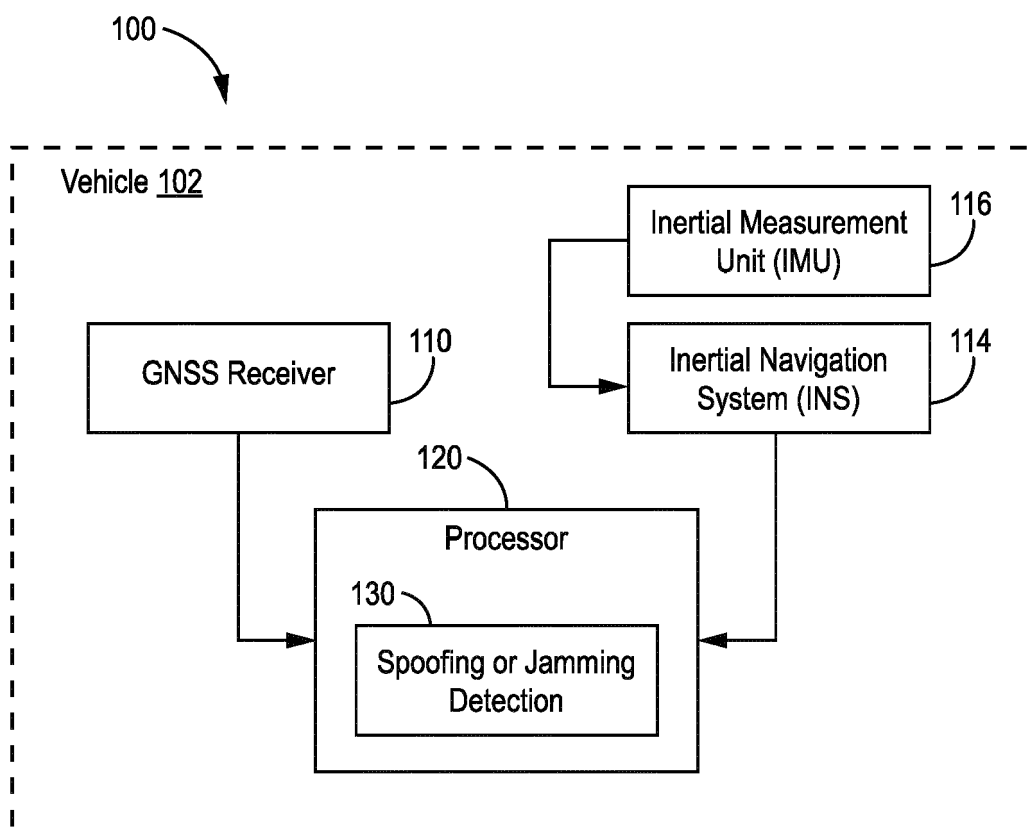 100
Vehicle 102
Inertial Measurement
Unit (IMU)
116
GNSS Receiver
110
Inertial Navigation
System (INS)
114
120
Processor
130
Spoofing or Jamming
Detection